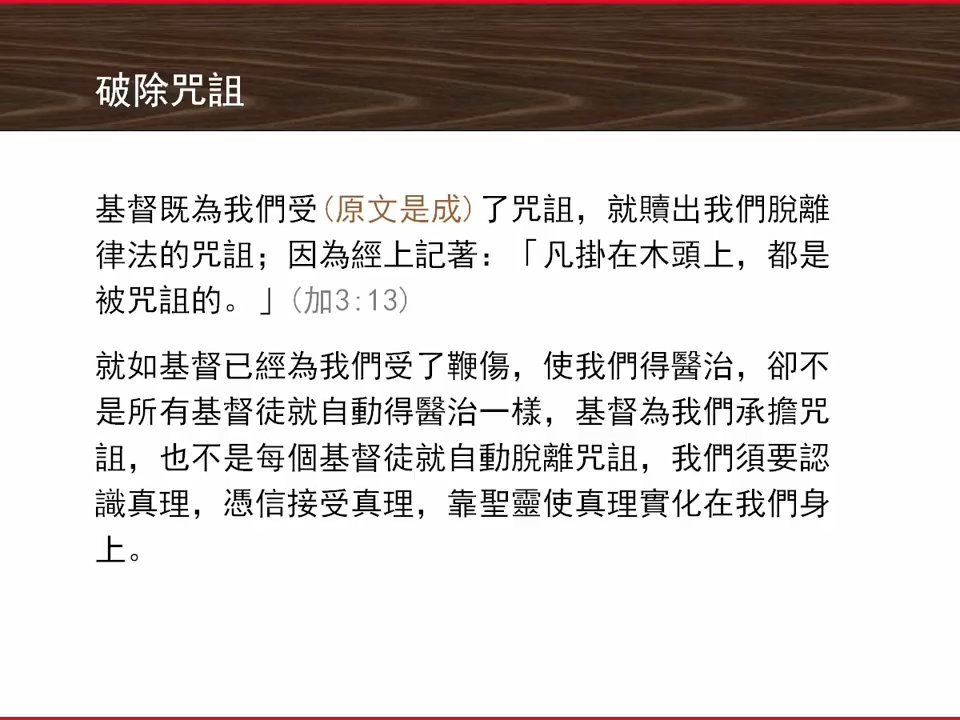 破除咒詛
基督既為我們受(原文是成)了咒詛，就贖出我們脫離
律法的咒詛；因為經上記著：「凡掛在木頭上，都是
被咒詛的。」(加3:13)
就如基督已經為我們受了鞭傷，使我們得醫治，卻不
是所有基督徒就自動得醫治一樣，基督為我們承擔咒
詛，也不是每個基督徒就自動脫離咒詛，我們須要認
識真理，憑信接受真理，靠聖靈使真理實化在我們身
上。